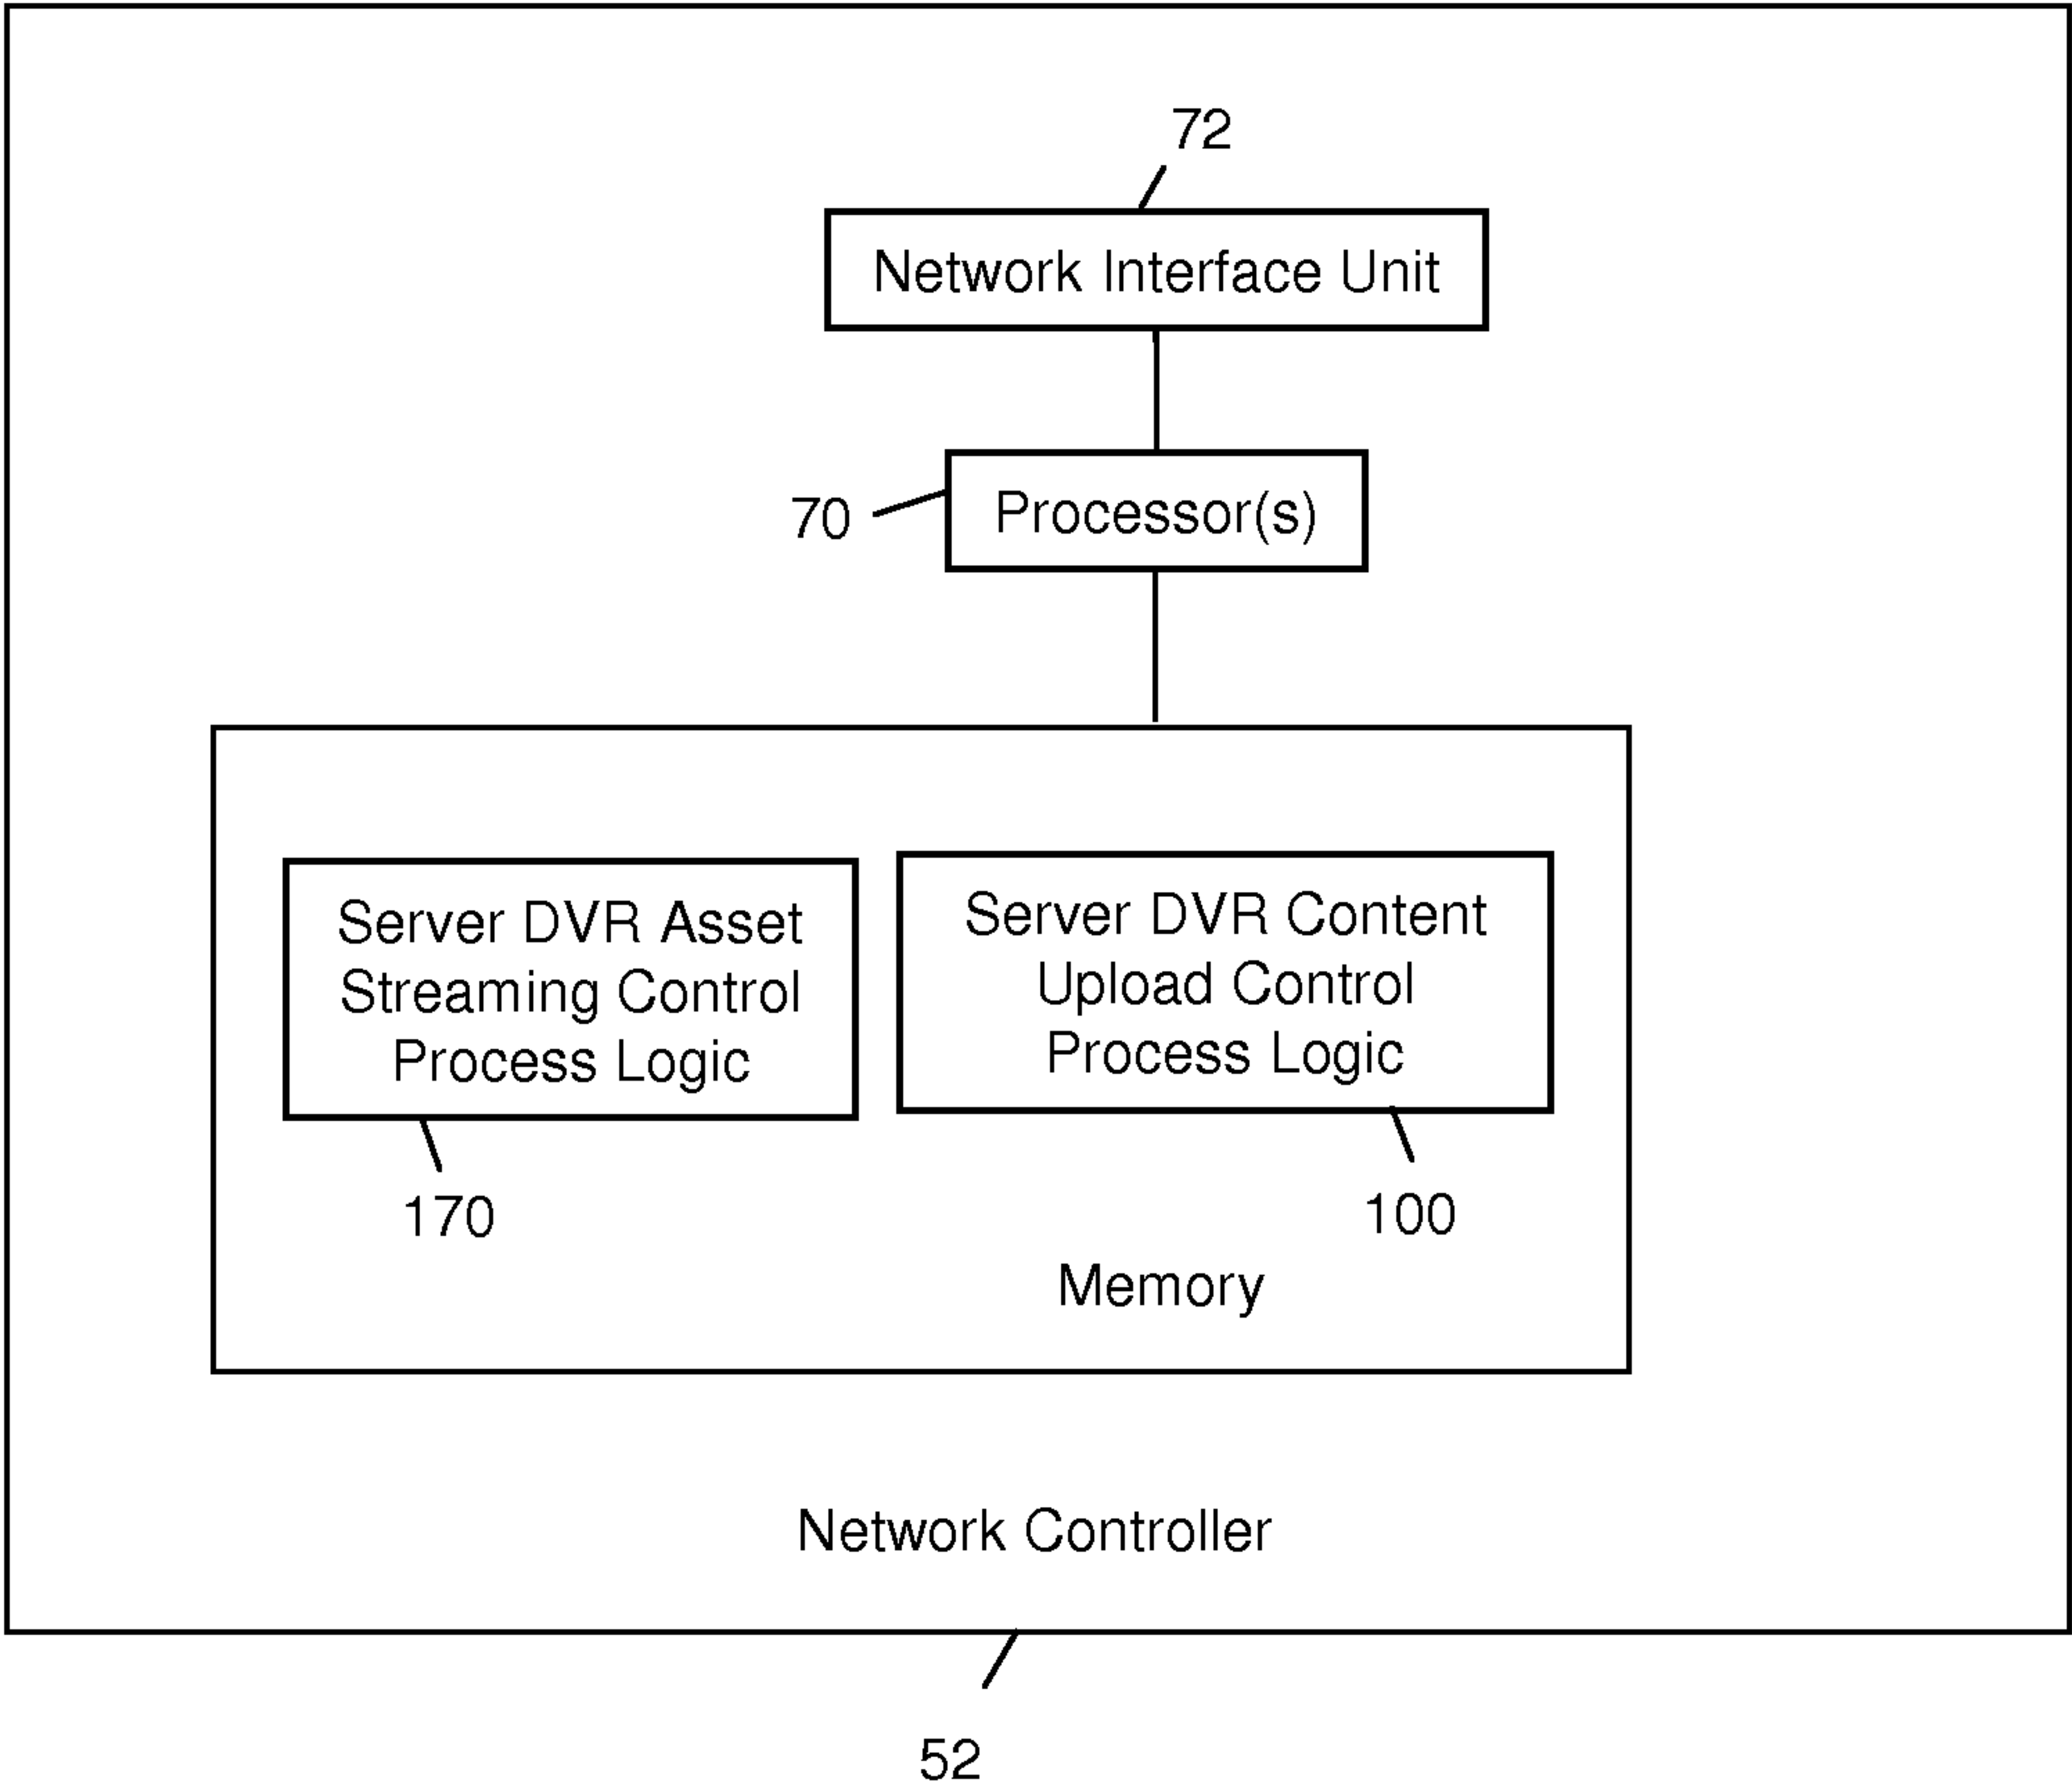 72
Network Interface Unit
70
Processor(s)
Server DVR Asset
Streaming Control
Process Logic
Server DVR Content
Upload Control
Process Logic
170
100
Memory
Network Controller
52